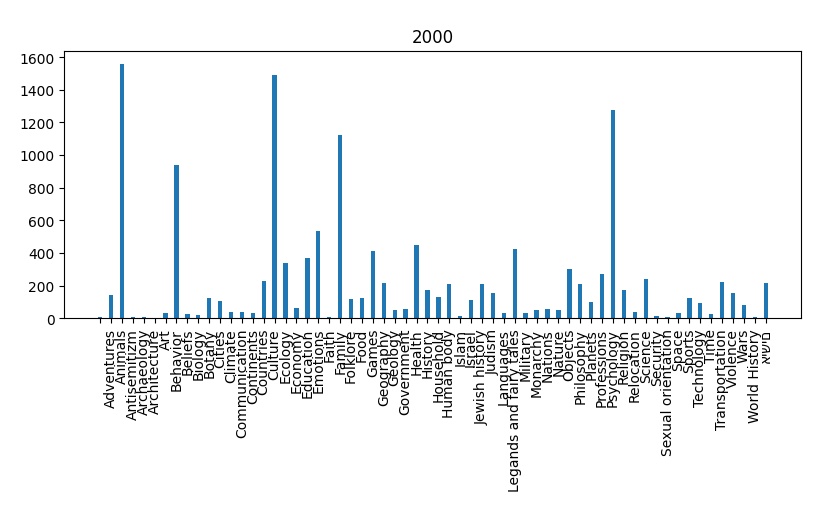 2000
1600
1400
1200
1000
800
600
400
200
0
Adventures
Animals
Antisemitizm
Archaeology
Architecture
Art
Behavior
Beliefs
Biology
Botany
Cities
Climate
Communication
Continents
Countries
Culture
Ecology
Economy
Education
Emotions
Faith
Family
Folklore
Food
Games
Geography
Geology
Government
Health
History
Household
Human body
Islam
Israel
Jewish history
Judism
Languages
Legands and fairy tales
Military
Monarchy
Nations
Nature
Objects
Philosophy
Planets
Professions
Psychology
Religion
Relocation
Science
Security
Sexual orientation
Space
Sports
Technology
Time
Transportation
Violence
Wars
World History
םישיא